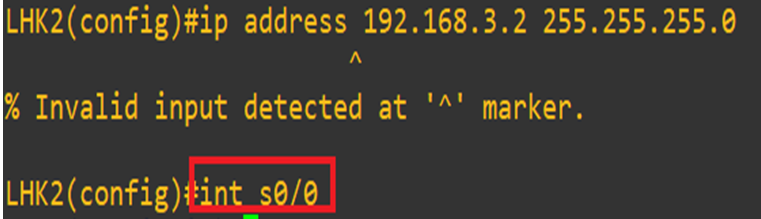 LHK2(config)#ip address 192.168.3.2 255.255.255.0
^
% Invalid input detected at '^' marker.
LHK2(config)#int s0/0